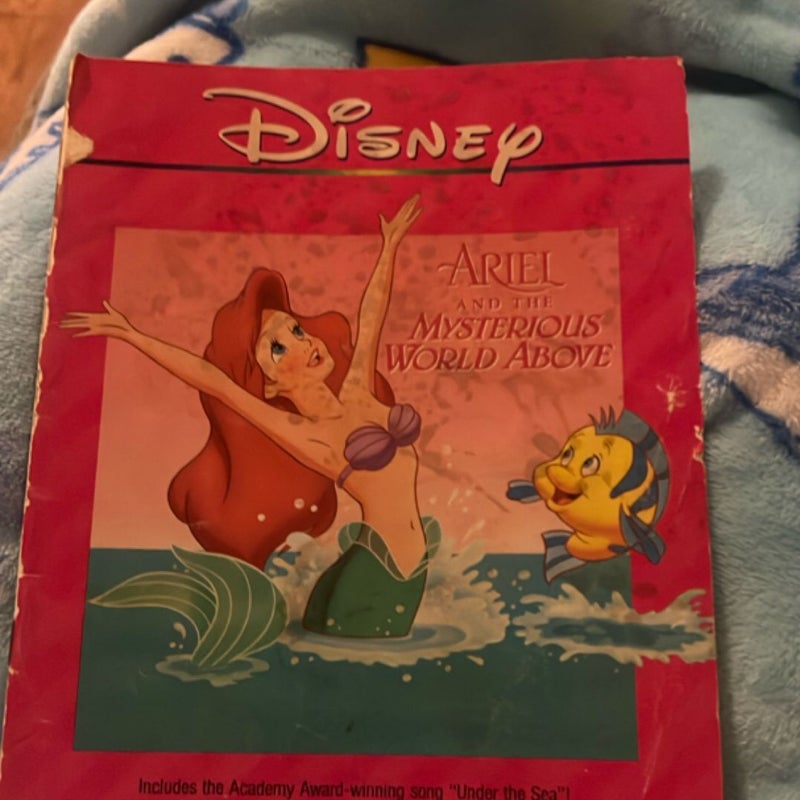 DISNEY
ARIEL
AND THE
MYSTERIOUS
WORLD ABOVE
Includes the Academy Award-winning song "Under the Sea"!